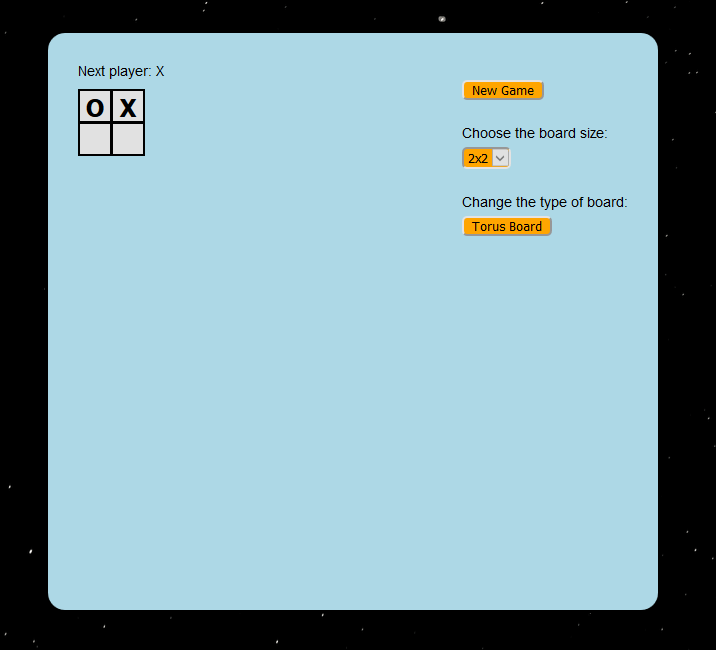 Next player: X
O X
New Game
Choose the board size:
2x2
Change the type of board:
Torus Board